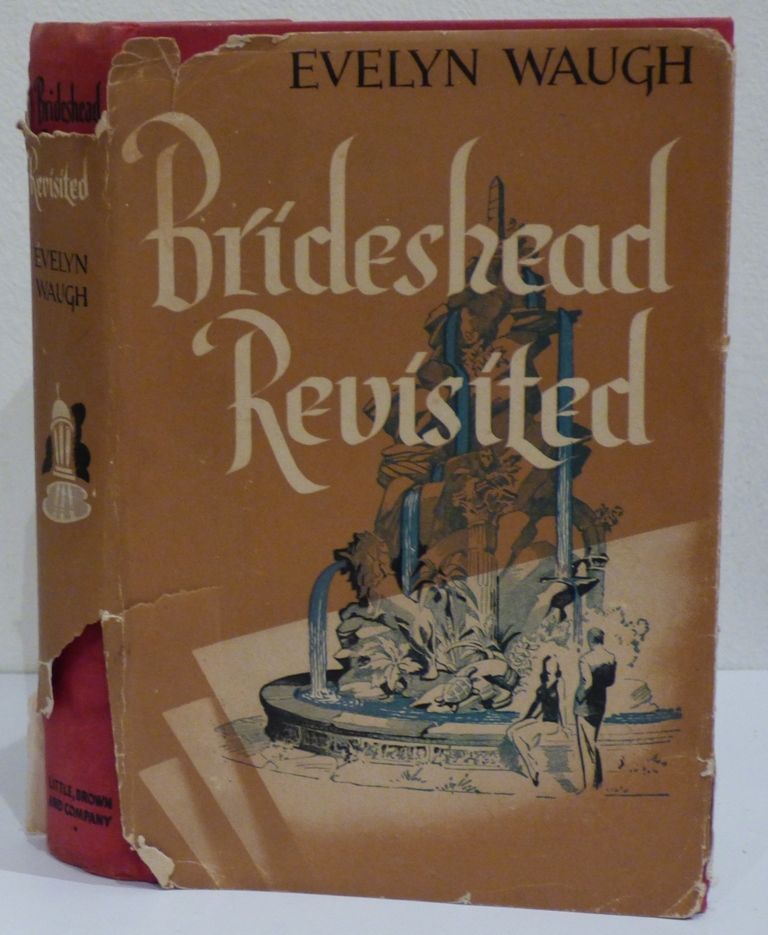 EVELYN WAUGH
Brideshead
Revisited
Brideshead
Revisited
EVELYN
WAUGH
LITTLE, BROWN
AND COMPANY